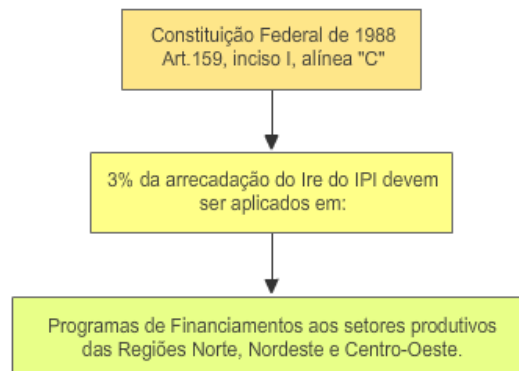 Constituição Federal de 1988
Art.159, inciso I, alínea "C"
3% da arrecadação do Ire do IPI devem
ser aplicados em:
Programas de Financiamentos aos setores produtivos
das Regiões Norte, Nordeste e Centro-Oeste.